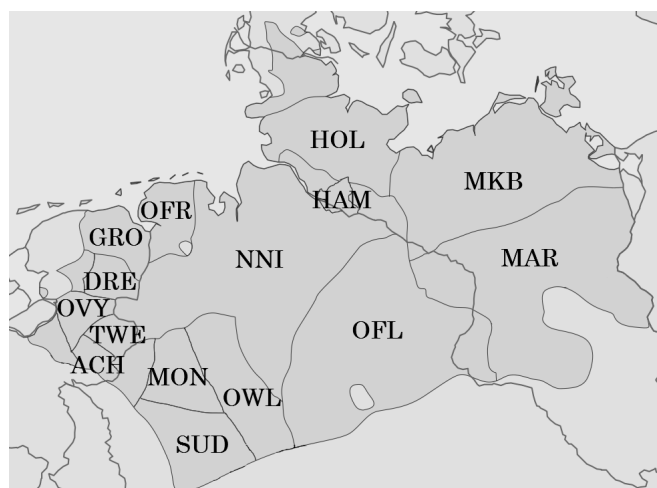 HOL
MKB
HAM
OFR
GRO
NNI
MAR
DRE
OVY
TWE
OFL
ACH
MON
OWL
SUD